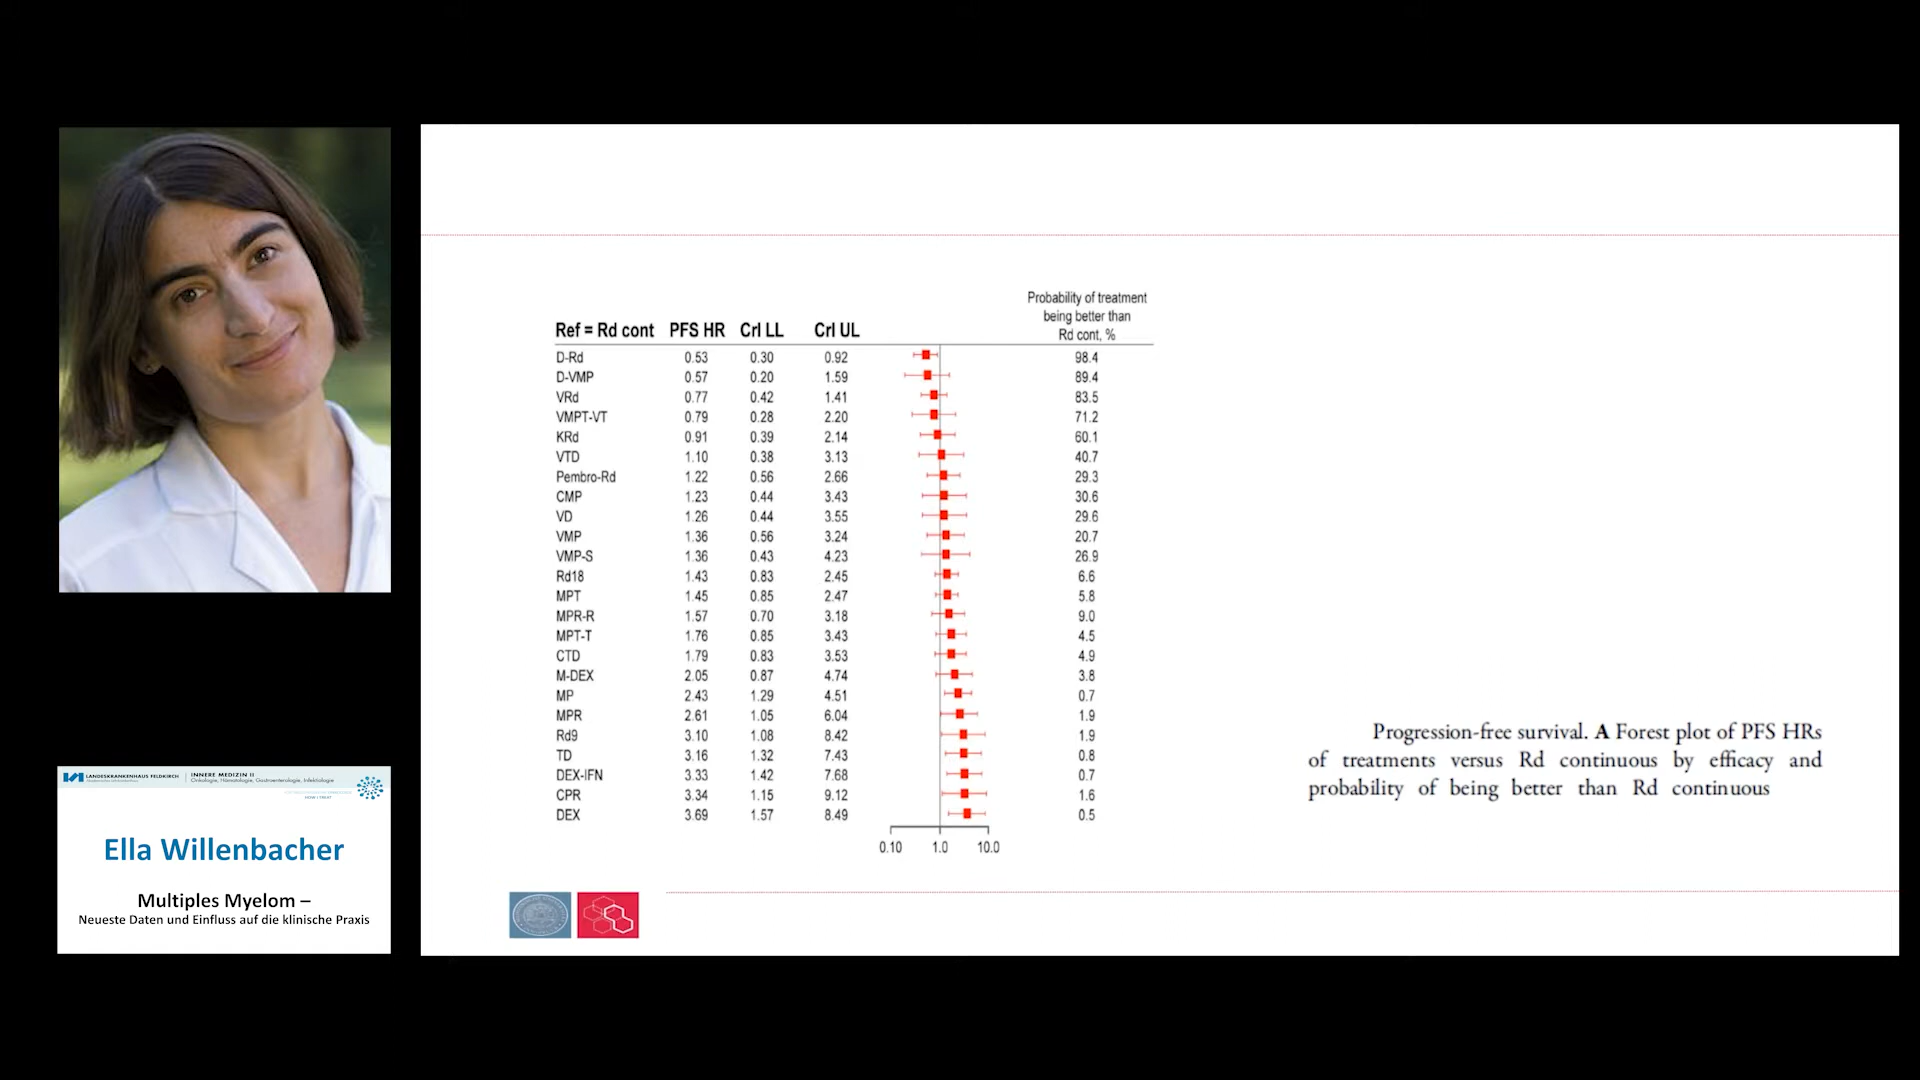 LANDESKRANKENHAUS FELDKIRCH
INNERE MEDIZIN II
Onkologie, Hämatologie, Gastroenterologie, Infektiologie
HOW I TREAT
Ella Willenbacher
Multiples Myelom –
Neueste Daten und Einfluss auf die klinische Praxis
Probability of treatment
being better than
Rd cont, %
Ref = Rd cont PFS HR CrI LL CrI UL
D-Rd 0.53 0.30 0.92 98.4
D-VMP 0.57 0.20 1.59 89.4
VRd 0.77 0.42 1.41 83.5
VMPT-VT 0.79 0.28 2.20 71.2
KRd 0.91 0.39 2.14 60.1
VTD 1.10 0.38 3.13 40.7
Pembro-Rd 1.22 0.56 2.66 29.3
CMP 1.23 0.44 3.43 30.6
VD 1.26 0.44 3.55 29.6
VMP 1.36 0.56 3.24 20.7
VMP-S 1.36 0.43 4.23 26.9
Rd18 1.43 0.83 2.45 6.6
MPT 1.45 0.85 2.47 5.8
MPR-R 1.57 0.70 3.18 9.0
MPT-T 1.76 0.85 3.43 4.5
CTD 1.79 0.83 3.53 4.9
M-DEX 2.05 0.87 4.74 3.8
MP 2.43 1.29 4.51 0.7
MPR 2.61 1.05 6.04 1.9
Rd9 3.10 1.08 8.42 1.9
TD 3.16 1.32 7.43 0.8
DEX-IFN 3.33 1.42 7.68 0.7
CPR 3.34 1.15 9.12 1.6
DEX 3.69 1.57 8.49 0.5
0.10 1.0 10.0
Progression-free survival. A Forest plot of PFS HRs
of treatments versus Rd continuous by efficacy and
probability of being better than Rd continuous